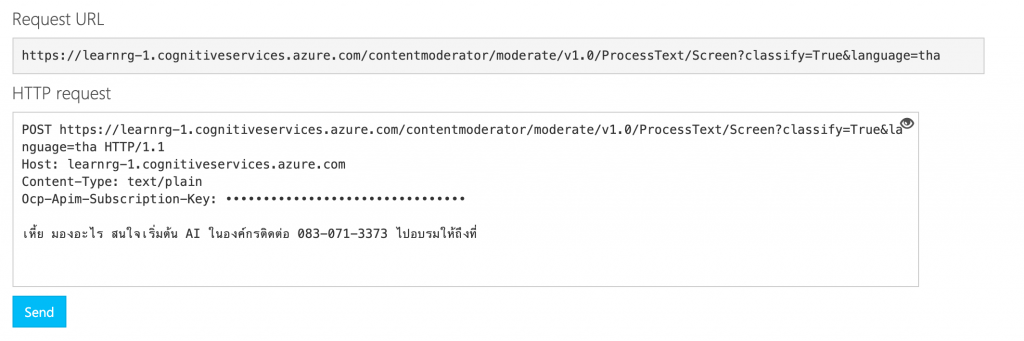 Request URL
https://learnrg-1.cognitiveservices.azure.com/contentmoderator/moderate/v1.0/ProcessText/Screen?classify=True&language=tha
HTTP request
POST https://learnrg-1.cognitiveservices.azure.com/contentmoderator/moderate/v1.0/ProcessText/Screen?classify=True&la
nguage=tha HTTP/1.1
Host: learnrg-1.cognitiveservices.azure.com
Content-Type: text/plain
Ocp-Apim-Subscription-Key: ••••••••••••••••••••••••••••••••
เหี้ย มองอะไร สนใจเริ่มต้น AI ในองค์กรติดต่อ 083-071-3373 ไปอบรมให้ถึงที่
Send